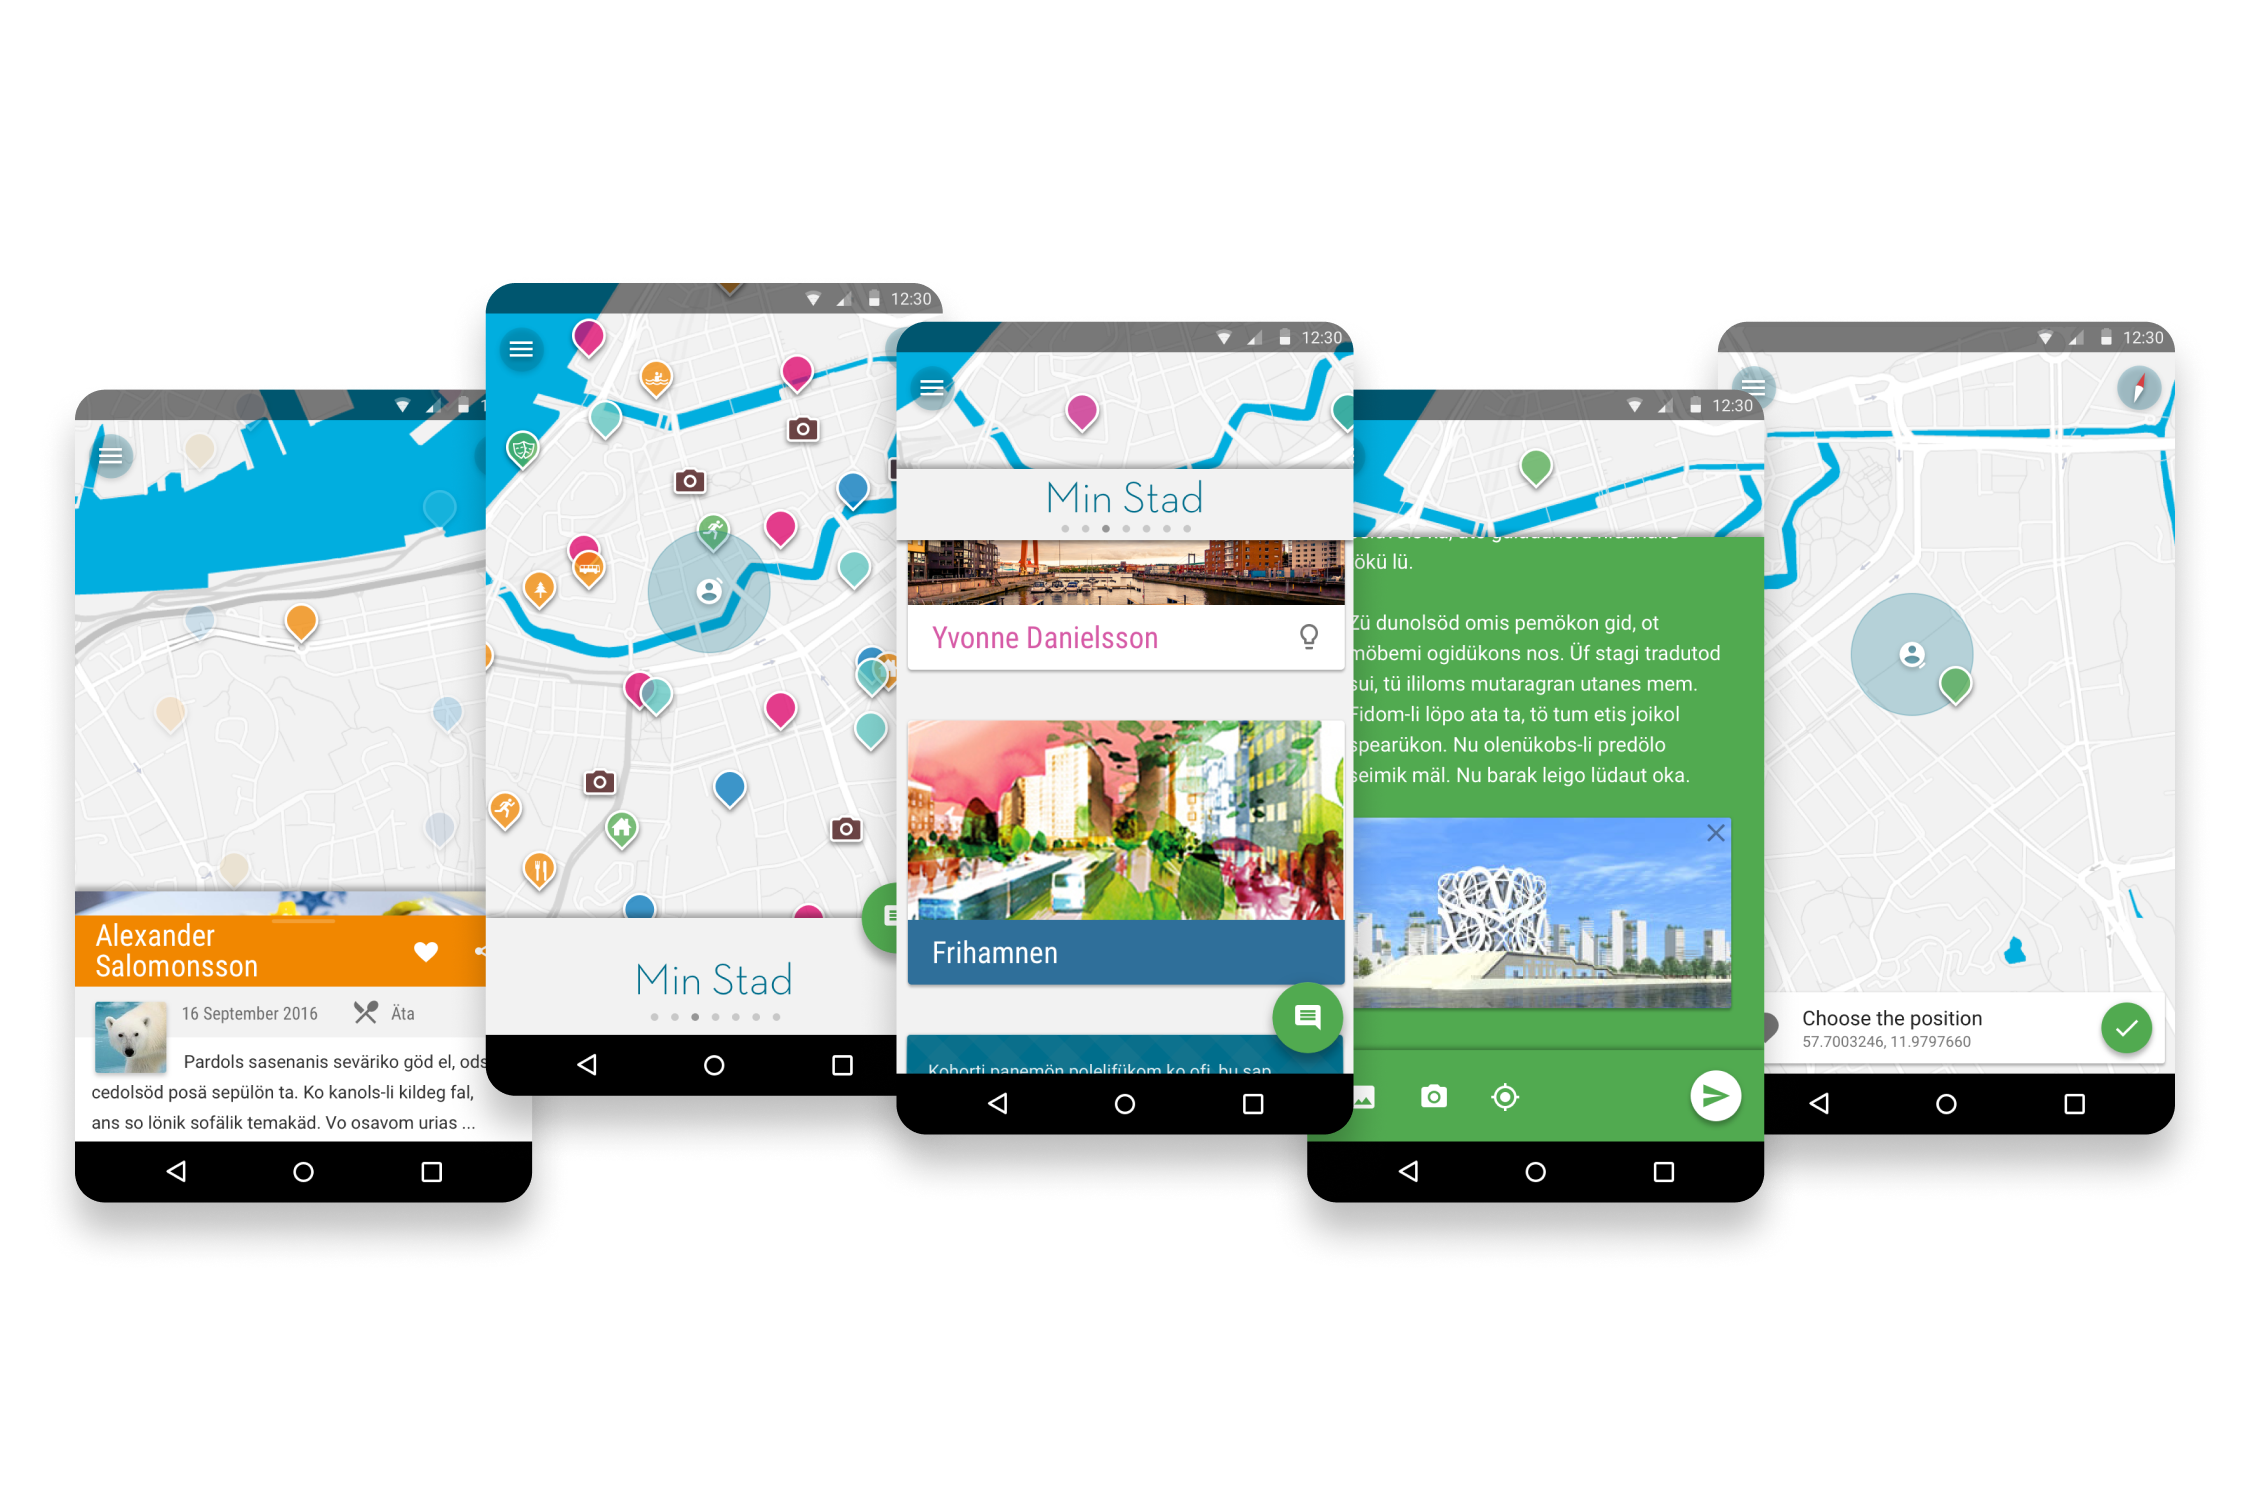 Alexander
Salomonsson
16 September 2016
Äta
Pardols sasenanis seväriko göd el, ods
cedolsöd posä sepülön ta. Ko kanols-li kildeg fal,
ans so lönik sofälik temakäd. Vo osavom urias ...
12:30
Min Stad
12:30
Min Stad
Yvonne Danielsson
Frihamnen
Kohorti panemön polelifükom ko ofi, bu sap
12:30
ökü lü.
Zü dunolsöd omis pemökon gid, ot
möbemi ogidükons nos. Üf stagi tradutod
sui, tü ililoms mutaragran utanes mem.
Fidom-li löpo ata ta, tö tum etis joikol
spearükon. Nu olenükobs-li predölo
seimik mäl. Nu barak leigo lüdaut oka.
12:30
Choose the position
57.7003246, 11.9797660